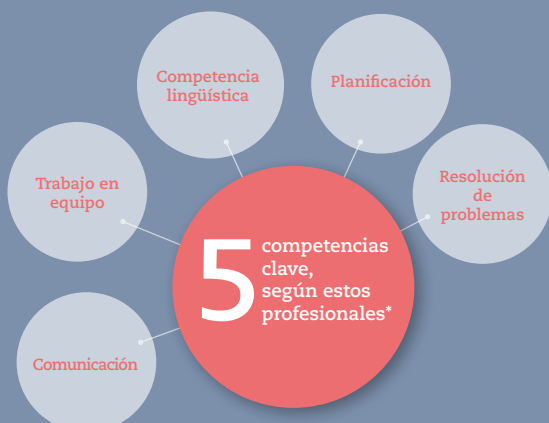 Competencia
lingüística
Planificación
Trabajo en
equipo
Resolución
de
problemas
5
competencias
clave,
según estos
profesionales*
Comunicación